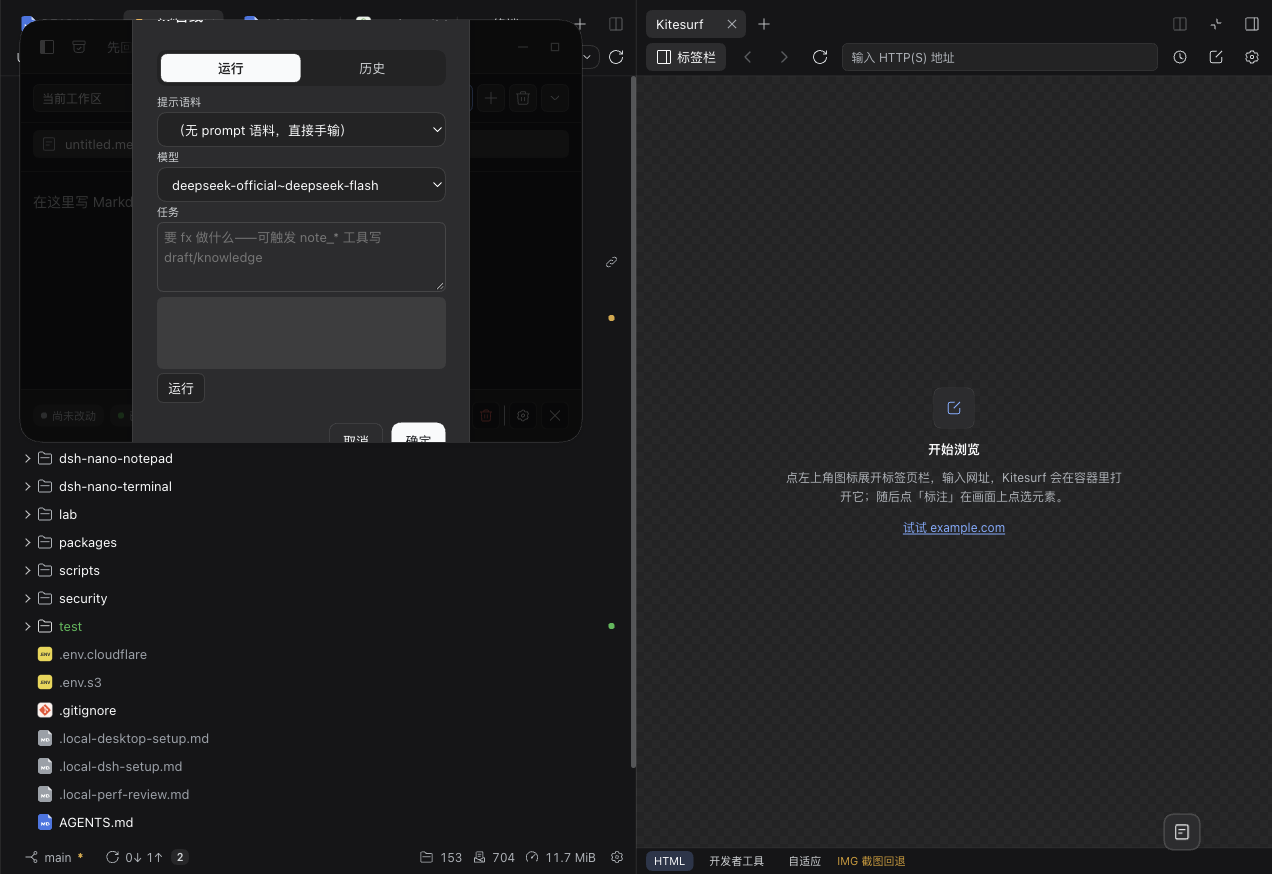 Kitesurf
标签栏
输入 HTTP(S) 地址
先回
当前工作区
untitled.me
在这里写 Markd
尚未改动
运行
历史
提示语料
(无 prompt 语料，直接手输)
模型
deepseek-official~deepseek-flash
任务
要 fx 做什么——可触发 note_* 工具写
draft/knowledge
运行
取消
确定
dsh-nano-notepad
dsh-nano-terminal
lab
packages
scripts
security
test
.env.cloudflare
.env.s3
.gitignore
.local-desktop-setup.md
.local-dsh-setup.md
.local-perf-review.md
AGENTS.md
main *
0↓ 1↑ 2
153
704
11.7 MiB
开始浏览
点左上角图标展开标签页栏，输入网址，Kitesurf 会在容器里打
开它；随后点「标注」在画面上点选元素。
试试 example.com
HTML
开发者工具
自适应
IMG 截图回退